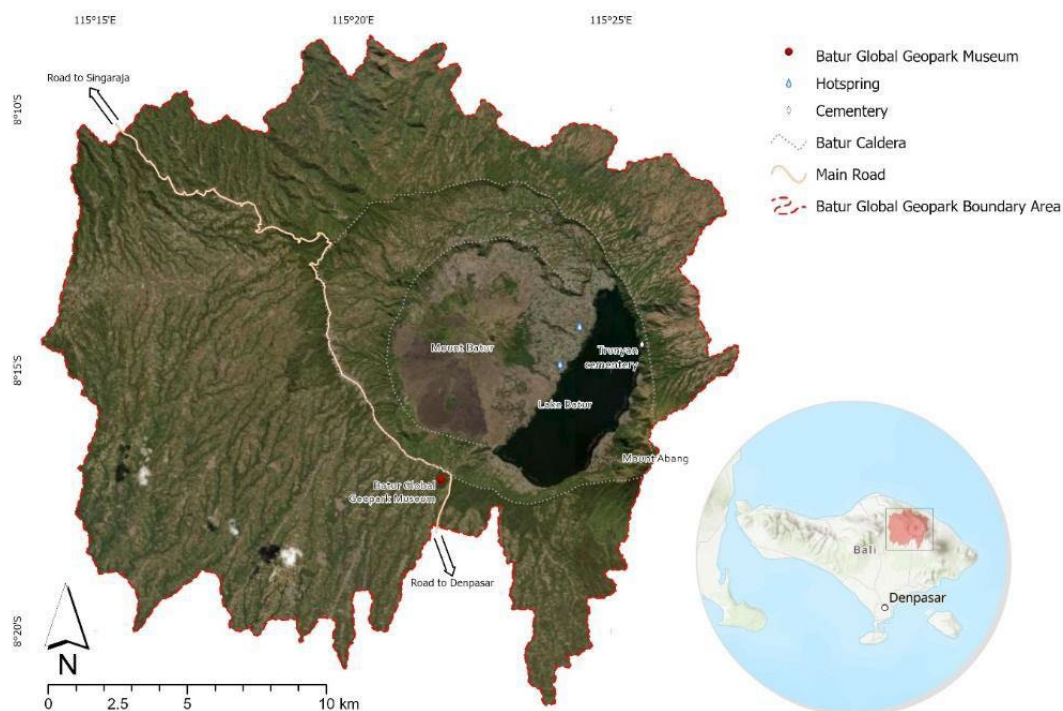 115°15'E
115°20'E
115°25'E
8°10'S
8°15'S
8°20'S
Road to Singaraja
Mount Batur
Trunyan
cementery
Lake Batur
Mount Abang
Batur Global
Geopark Museum
Road to Denpasar
N
0 2.5 5 10 km
Batur Global Geopark Museum
Hotspring
Cementery
Batur Caldera
Main Road
Batur Global Geopark Boundary Area
Bali
Denpasar